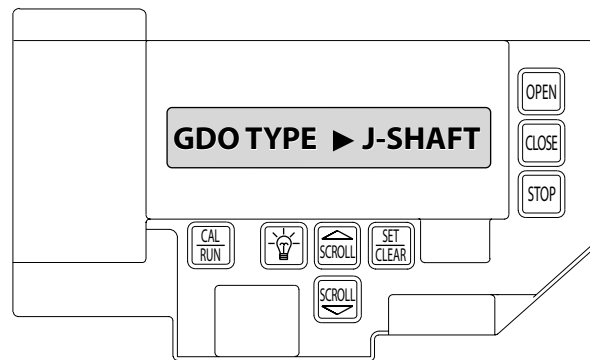 GDO TYPE ► J-SHAFT
OPEN
CLOSE
STOP
CAL
RUN
SCROLL
SET
CLEAR
SCROLL